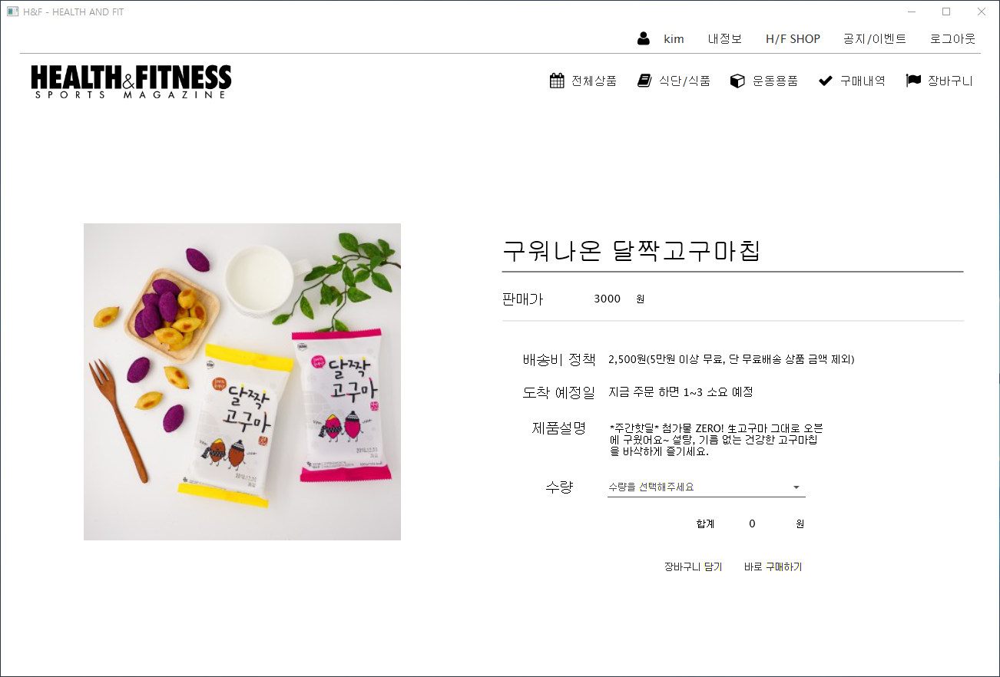 H&F - HEALTH AND FIT
kim 내정보 H/F SHOP 공지/이벤트 로그아웃
HEALTH&FITNESS
SPORTS MAGAZINE
전체상품 식단/식품 운동용품 구매내역 장바구니
구워나온 달짝고구마칩
판매가 3000 원
배송비 정책 2,500원(5만원 이상 무료, 단 무료배송 상품 금액 제외)
도착 예정일 지금 주문 하면 1~3 소요 예정
제품설명 *주간핫딜* 첨가물 ZERO! 生고구마 그대로 오븐
에 구웠어요~ 설탕, 기름 없는 건강한 고구마칩
을 바삭하게 즐기세요.
수량 수량을 선택해주세요
합계 0 원
장바구니 담기 바로 구매하기
달짝
고구마
달짝
고구마